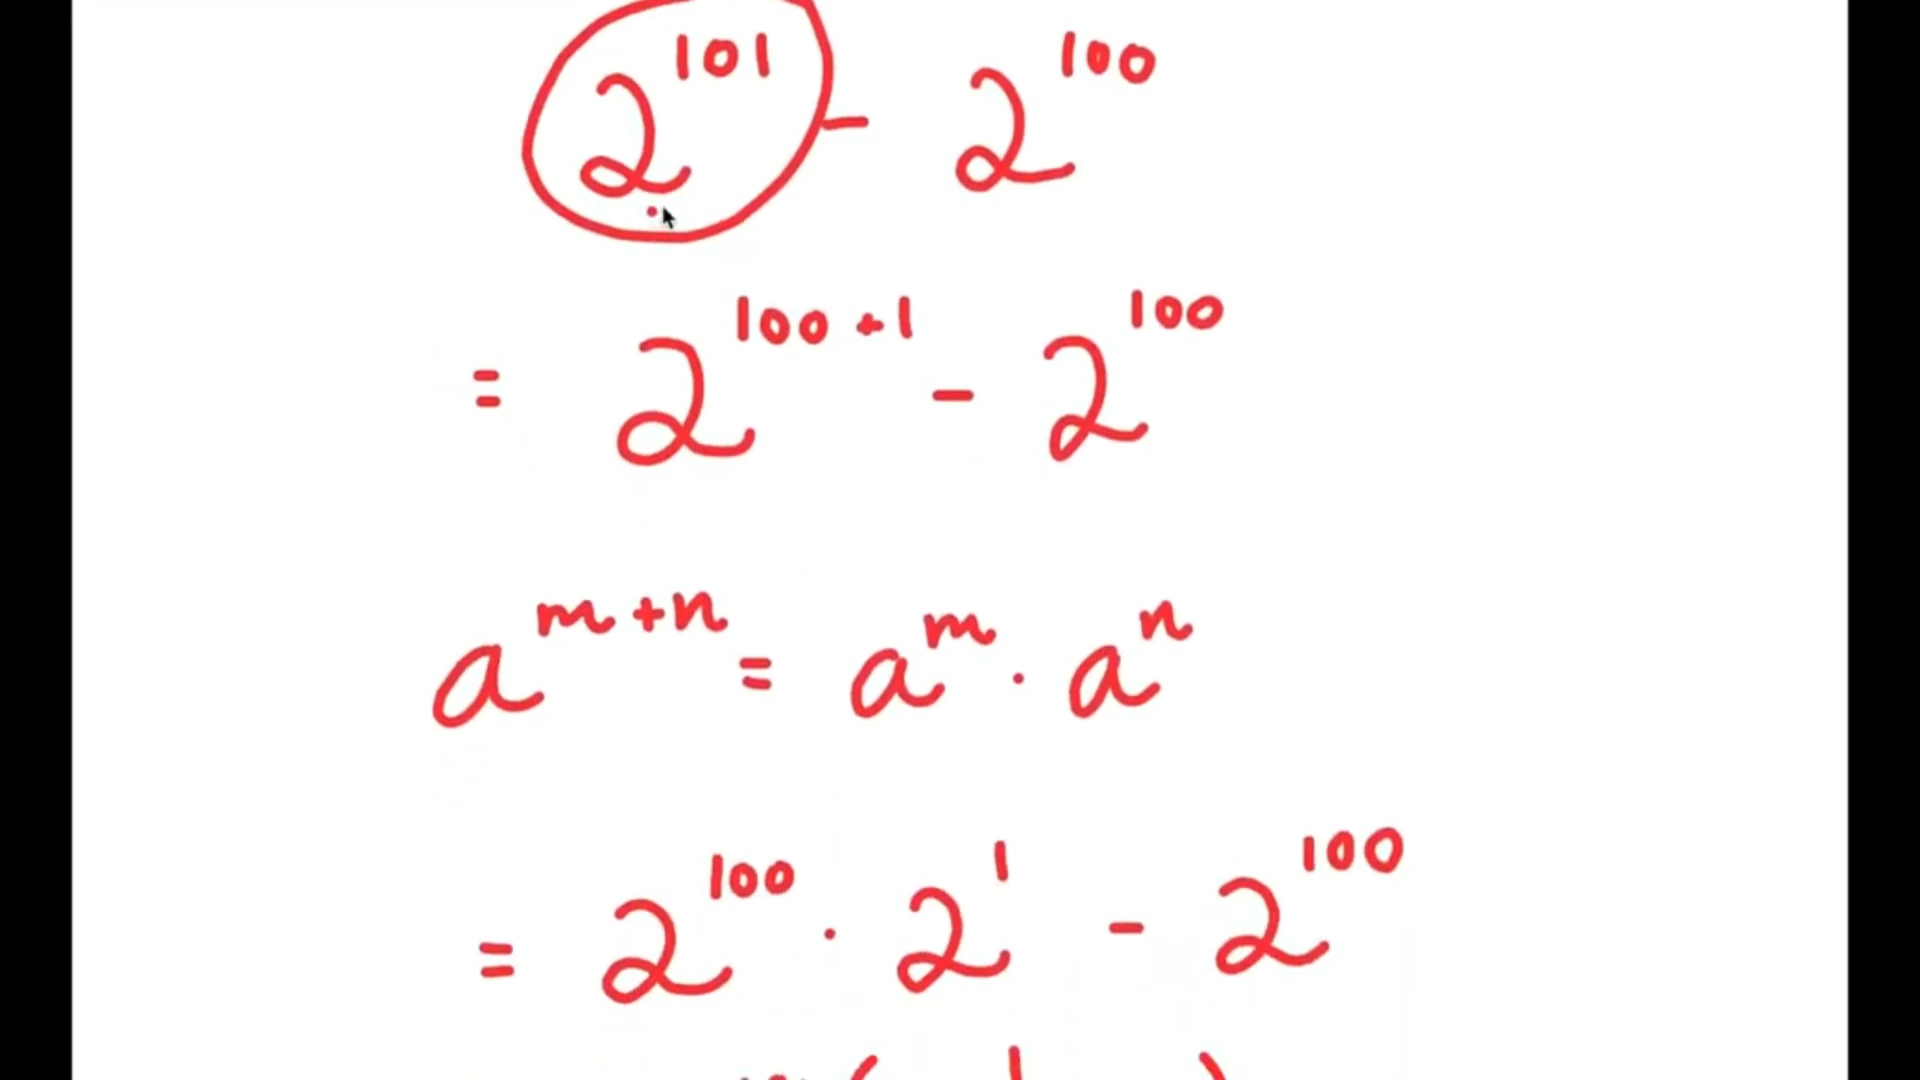 2^101 - 2^100
= 2^100+1 - 2^100
a^m+n = a^m · a^n
= 2^100 · 2^1 - 2^100